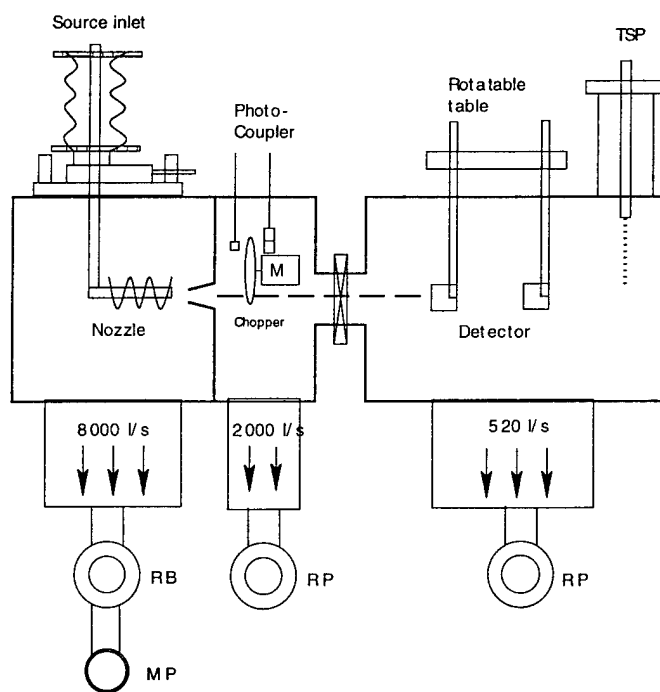 Source inlet
TSP
Photo-
Coupler
Rotatable
table
M
Nozzle
Chopper
Detector
8000 l/s
2000 l/s
520 l/s
RB
RP
RP
MP